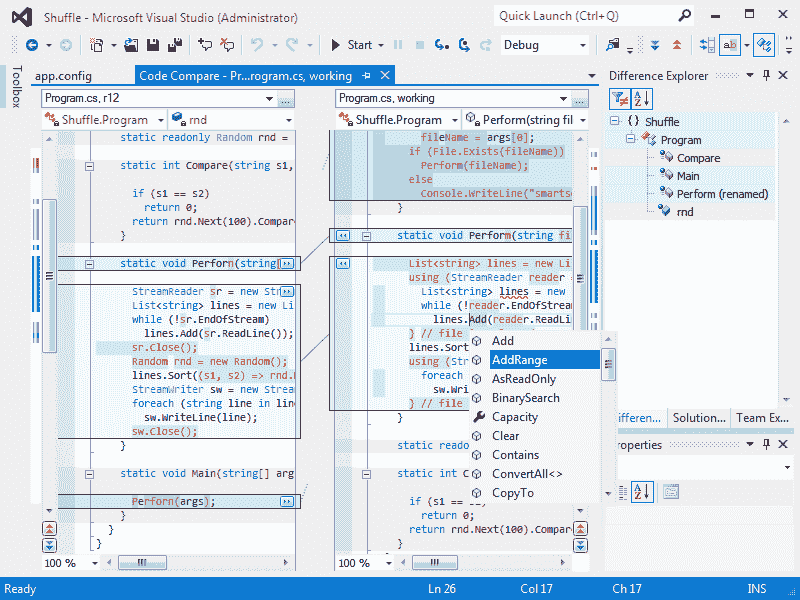 Shuffle - Microsoft Visual Studio (Administrator)
Quick Launch (Ctrl+Q)
Start
Debug
Toolbox
app.config
Code Compare - Pr...rogram.cs, working
Program.cs, r12
...
Shuffle.Program
rnd
static readonly Random rnd =
static int Compare(string s1,
if (s1 == s2)
return 0;
return rnd.Next(100).Compare
}
static void Perform(string[
StreamReader sr = new Stre
List<string> lines = new Li
while (!sr.EndOfStream)
lines.Add(sr.ReadLine());
sr.Close();
Random rnd = new Random();
lines.Sort((s1, s2) => rnd.
StreamWriter sw = new Strea
foreach (string line in line
sw.WriteLine(line);
sw.Close();
}
static void Main(string[] arg
Perform(args);
}
}
}
100 %
Program.cs, working
...
Shuffle.Program
Perform(string fil
fileName = args[0];
if (File.Exists(fileName))
Perform(fileName);
else
Console.WriteLine("smartse
}
static void Perform(string fi
List<string> lines = new Li
using (StreamReader reader =
List<string> lines = new
while (!reader.EndOfStream
lines.Add(reader.ReadLi
} // file
lines.Sor
using (Str
foreach
sw.Wri
} // file
}
static reado
static int C
if (s1 ==
return 0;
return rnd.Next(100).Compare
}
100 %
Add
AddRange
AsReadOnly
BinarySearch
Capacity
Clear
Contains
ConvertAll<>
CopyTo
Difference Explorer
{} Shuffle
Program
Compare
Main
Perform (renamed)
rnd
ifferen...
Solution...
Team Ex...
roperties
Ready
Ln 26
Col 17
Ch 17
INS